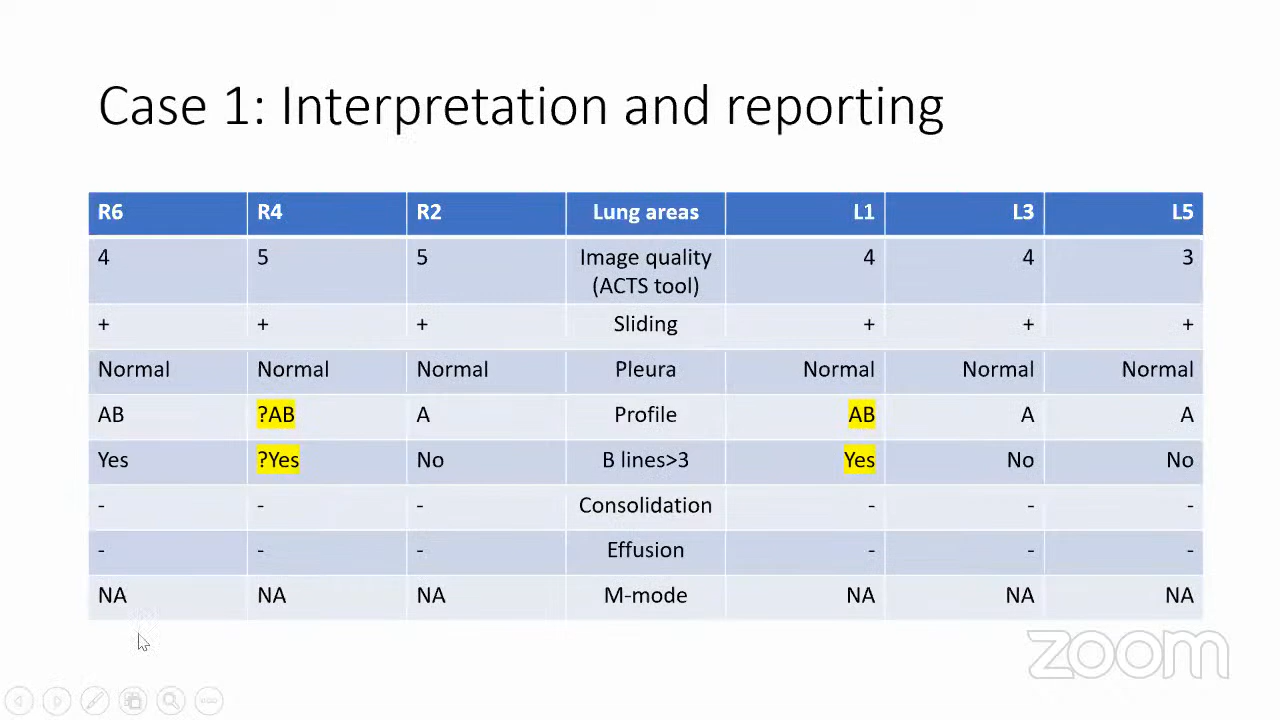 Case 1: Interpretation and reporting
R6 R4 R2 Lung areas L1 L3 L5
4 5 5 Image quality 4 4 3
(ACTS tool)
+ + + Sliding + + +
Normal Normal Normal Pleura Normal Normal Normal
AB ?AB A Profile AB A A
Yes ?Yes No B lines>3 Yes No No
- - - Consolidation - - -
- - - Effusion - - -
NA NA NA M-mode NA NA NA
zoom